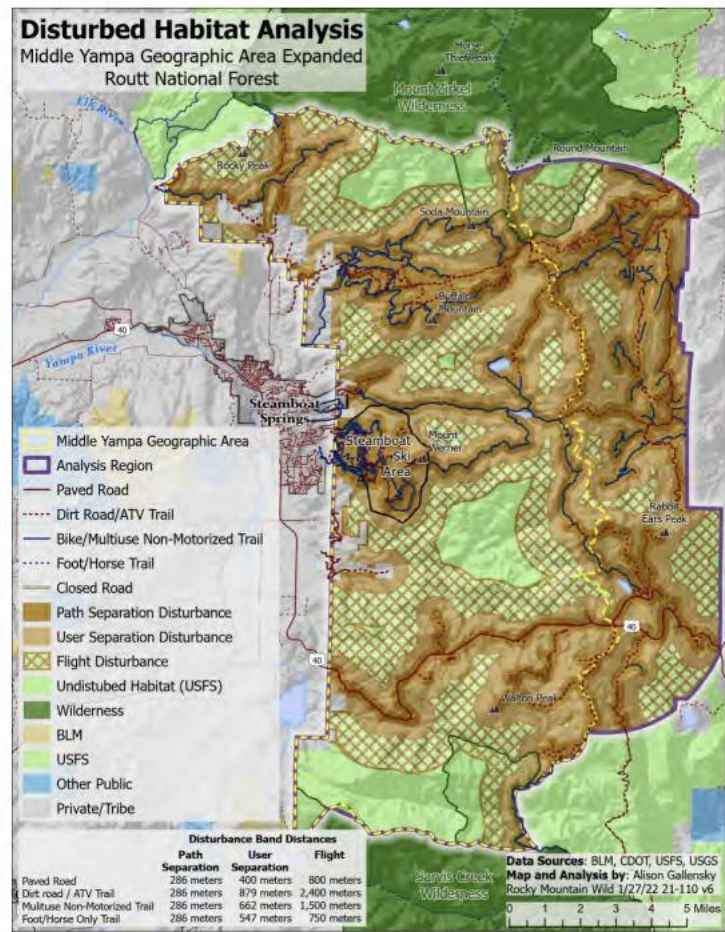 Disturbed Habitat Analysis
Middle Yampa Geographic Area Expanded
Routt National Forest
Horse
Thief Peak
Mount Zirkel
Wilderness
Elk River
Round Mountain
Rocky Peak
Soda Mountain
Buffalo
Mountain
40
Yampa River
Steamboat
Springs
Steamboat
Ski
Area
Mount
Werner
Rabbit
Ears Peak
40
40
Walton Peak
Sarvis Creek
Wilderness
Middle Yampa Geographic Area
Analysis Region
Paved Road
Dirt Road/ATV Trail
Bike/Multiuse Non-Motorized Trail
Foot/Horse Trail
Closed Road
Path Separation Disturbance
User Separation Disturbance
Flight Disturbance
Undistubed Habitat (USFS)
Wilderness
BLM
USFS
Other Public
Private/Tribe
Disturbance Band Distances
Path Separation User Separation Flight
Paved Road 286 meters 400 meters 800 meters
Dirt road / ATV Trail 286 meters 879 meters 2,400 meters
Mulituse Non-Motorized Trail 286 meters 662 meters 1,500 meters
Foot/Horse Only Trail 286 meters 547 meters 750 meters
Data Sources: BLM, CDOT, USFS, USGS
Map and Analysis by: Alison Gallensky
Rocky Mountain Wild 1/27/22 21-110 v6
0 1 2 3 4 5 Miles